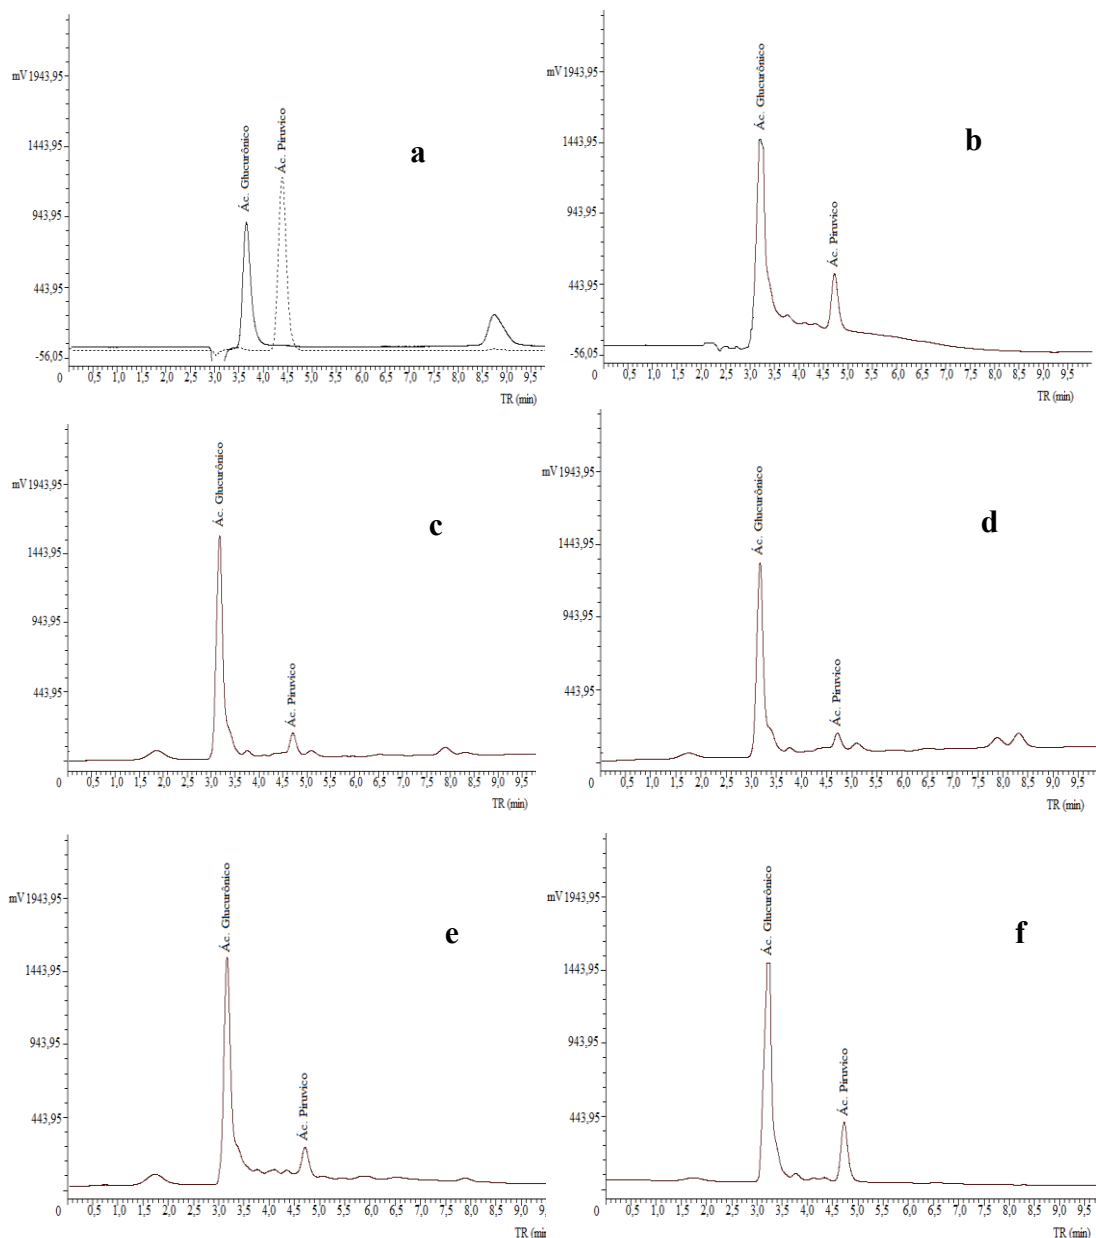 a
mV 1943,95
1443,95
943,95
443,95
-56,05
Ác. Glucurônico
Ác. Piruvico
0 0,5 1,0 1,5 2,0 2,5 3,0 3,5 4,0 4,5 5,0 5,5 6,0 6,5 7,0 7,5 8,0 8,5 9,0 9,5
TR (min)
b
mV 1943,95
1443,95
943,95
443,95
-56,05
Ác. Glucurônico
Ác. Piruvico
0 0,5 1,0 1,5 2,0 2,5 3,0 3,5 4,0 4,5 5,0 5,5 6,0 6,5 7,0 7,5 8,0 8,5 9,0 9,5
TR (min)
c
mV 1943,95
1443,95
943,95
443,95
Ác. Glucurônico
Ác. Piruvico
0 0,5 1,0 1,5 2,0 2,5 3,0 3,5 4,0 4,5 5,0 5,5 6,0 6,5 7,0 7,5 8,0 8,5 9,0 9,5
TR (min)
d
mV 1943,95
1443,95
943,95
443,95
Ác. Glucurônico
Ác. Piruvico
0 0,5 1,0 1,5 2,0 2,5 3,0 3,5 4,0 4,5 5,0 5,5 6,0 6,5 7,0 7,5 8,0 8,5 9,0 9,5
TR (min)
e
mV 1943,95
1443,95
943,95
443,95
Ác. Glucurônico
Ác. Piruvico
0 0,5 1,0 1,5 2,0 2,5 3,0 3,5 4,0 4,5 5,0 5,5 6,0 6,5 7,0 7,5 8,0 8,5 9,0 9,5
TR (min)
f
mV 1943,95
1443,95
943,95
443,95
Ác. Glucurônico
Ác. Piruvico
0 0,5 1,0 1,5 2,0 2,5 3,0 3,5 4,0 4,5 5,0 5,5 6,0 6,5 7,0 7,5 8,0 8,5 9,0 9,5
TR (min)